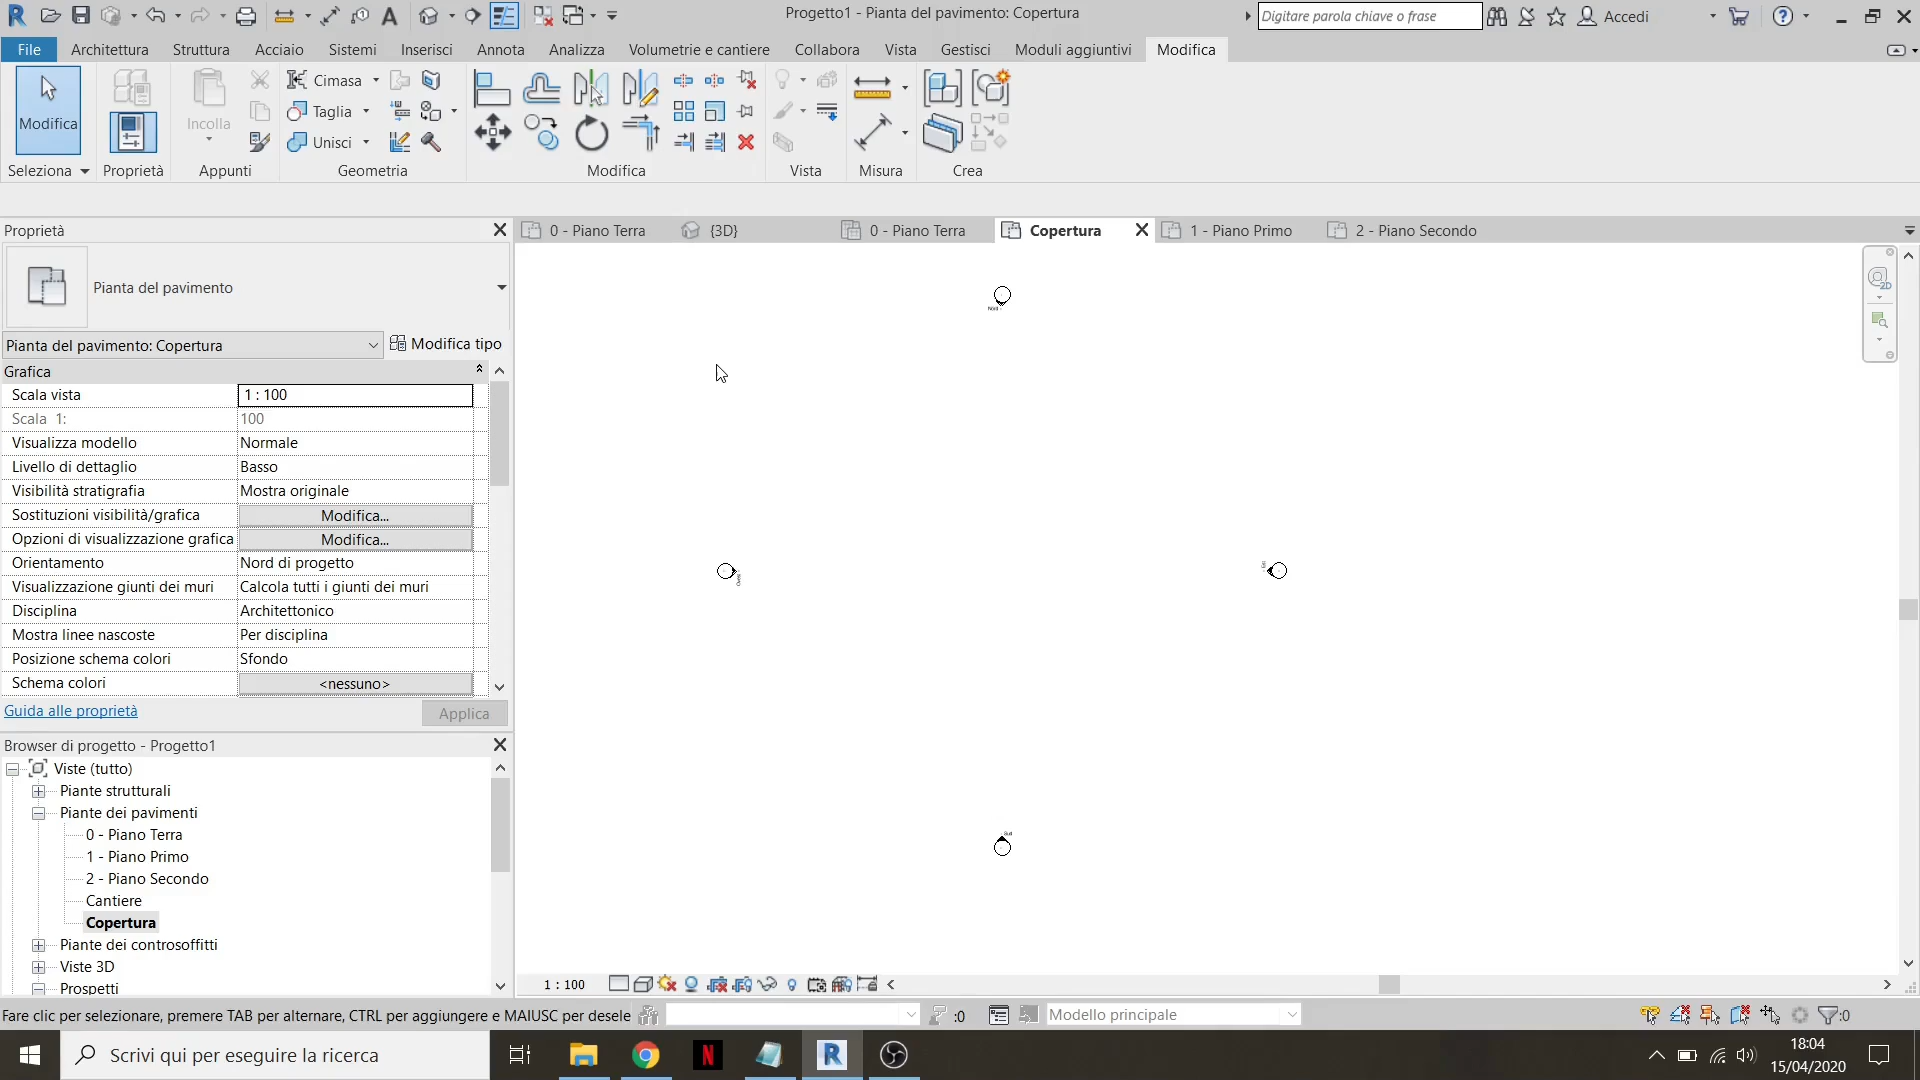 Progetto1 - Pianta del pavimento: Copertura
Digitare parola chiave o frase
Accedi
File Architettura Struttura Acciaio Sistemi Inserisci Annota Analizza Volumetrie e cantiere Collabora Vista Gestisci Moduli aggiuntivi Modifica
Cimasa
Modifica Incolla Taglia
Unisci
Seleziona Proprietà Appunti Geometria Modifica Vista Misura Crea
Proprietà
0 - Piano Terra {3D} 0 - Piano Terra Copertura 1 - Piano Primo 2 - Piano Secondo
Pianta del pavimento
2D
Nord
Pianta del pavimento: Copertura Modifica tipo
Grafica
Scala vista 1 : 100
Scala 1: 100
Visualizza modello Normale
Livello di dettaglio Basso
Visibilità stratigrafia Mostra originale
Sostituzioni visibilità/grafica Modifica...
Opzioni di visualizzazione grafica Modifica...
Orientamento Nord di progetto
Visualizzazione giunti dei muri Calcola tutti i giunti dei muri
Disciplina Architettonico
Mostra linee nascoste Per disciplina
Posizione schema colori Sfondo
Schema colori <nessuno>
Guida alle proprietà Applica
Browser di progetto - Progetto1
Viste (tutto)
Piante strutturali
Piante dei pavimenti
0 - Piano Terra
1 - Piano Primo
2 - Piano Secondo
Cantiere
Copertura
Piante dei controsoffitti
Viste 3D
Prospetti
1 : 100
Fare clic per selezionare, premere TAB per alternare, CTRL per aggiungere e MAIUSC per desele
:0
Modello principale
:0
Scrivi qui per eseguire la ricerca
18:04
15/04/2020